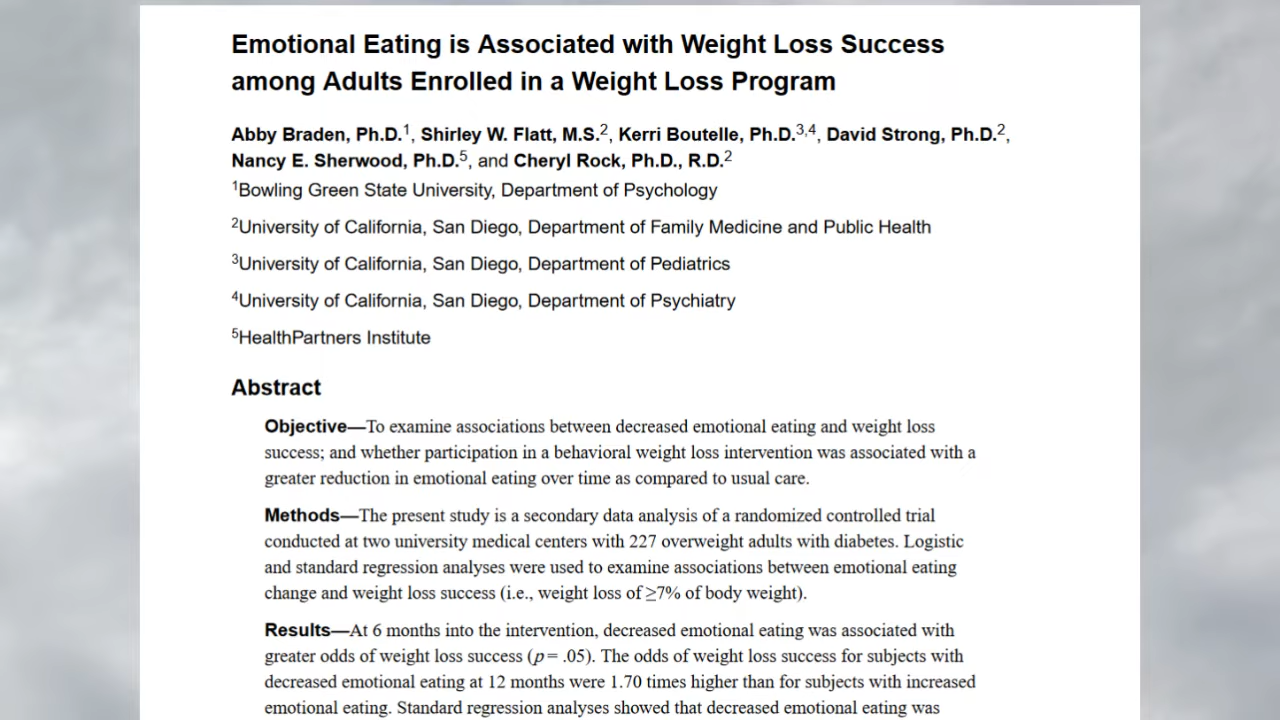 Emotional Eating is Associated with Weight Loss Success
among Adults Enrolled in a Weight Loss Program
Abby Braden, Ph.D.1, Shirley W. Flatt, M.S.2, Kerri Boutelle, Ph.D.3,4, David Strong, Ph.D.2,
Nancy E. Sherwood, Ph.D.5, and Cheryl Rock, Ph.D., R.D.2
1Bowling Green State University, Department of Psychology
2University of California, San Diego, Department of Family Medicine and Public Health
3University of California, San Diego, Department of Pediatrics
4University of California, San Diego, Department of Psychiatry
5HealthPartners Institute
Abstract
Objective—To examine associations between decreased emotional eating and weight loss
success; and whether participation in a behavioral weight loss intervention was associated with a
greater reduction in emotional eating over time as compared to usual care.
Methods—The present study is a secondary data analysis of a randomized controlled trial
conducted at two university medical centers with 227 overweight adults with diabetes. Logistic
and standard regression analyses were used to examine associations between emotional eating
change and weight loss success (i.e., weight loss of ≥7% of body weight).
Results—At 6 months into the intervention, decreased emotional eating was associated with
greater odds of weight loss success (p= .05). The odds of weight loss success for subjects with
decreased emotional eating at 12 months were 1.70 times higher than for subjects with increased
emotional eating. Standard regression analyses showed that decreased emotional eating was